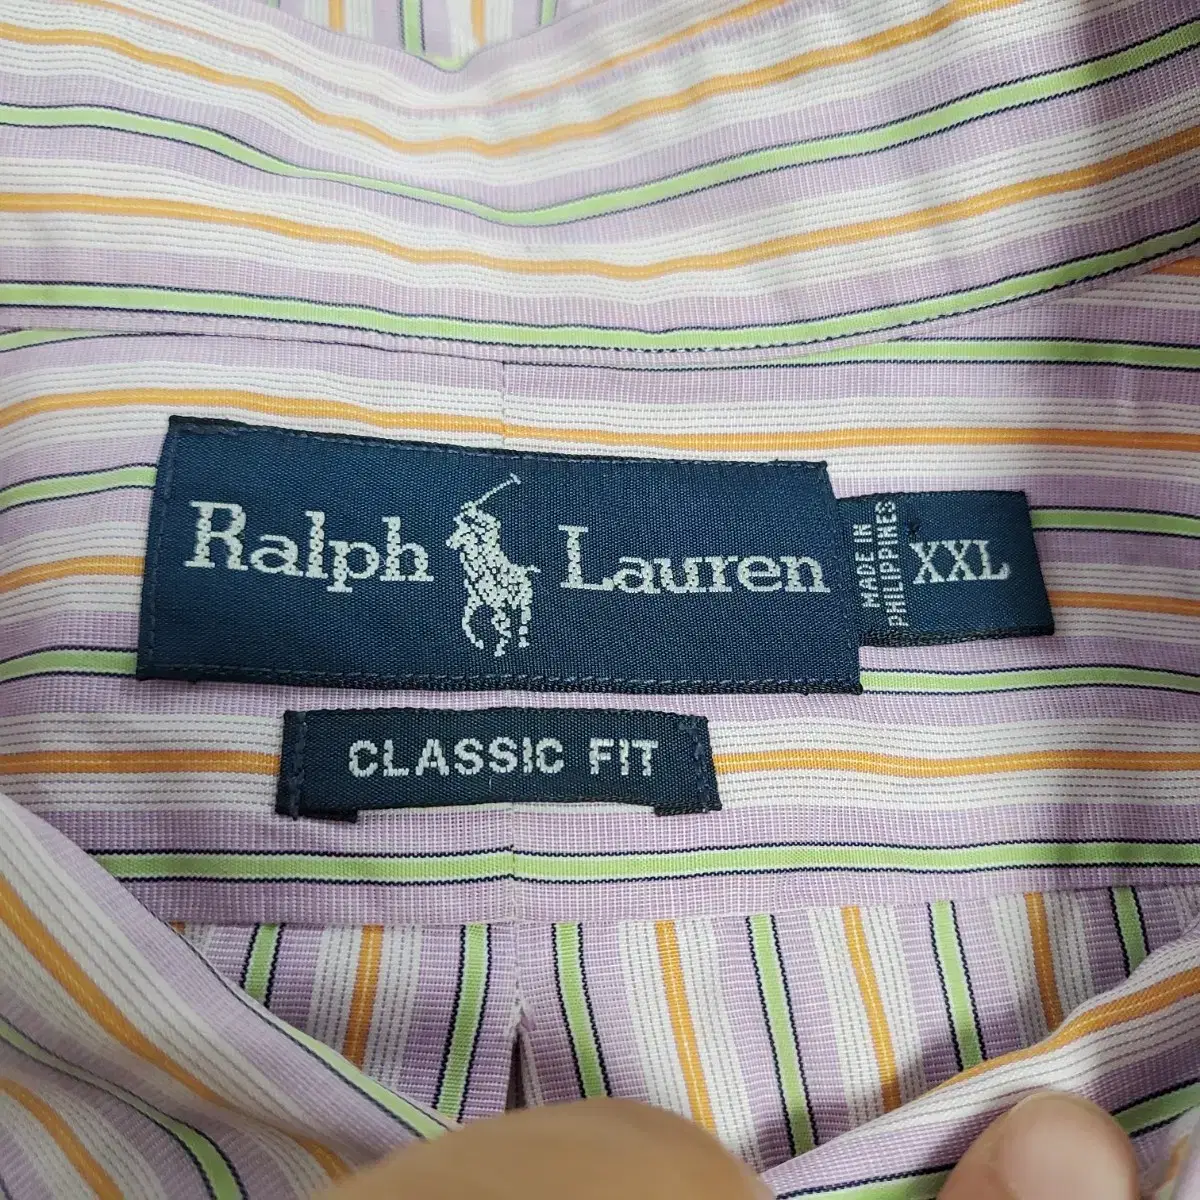 Ralph Lauren
MADE IN
PHILIPPINES
XXL
CLASSIC FIT